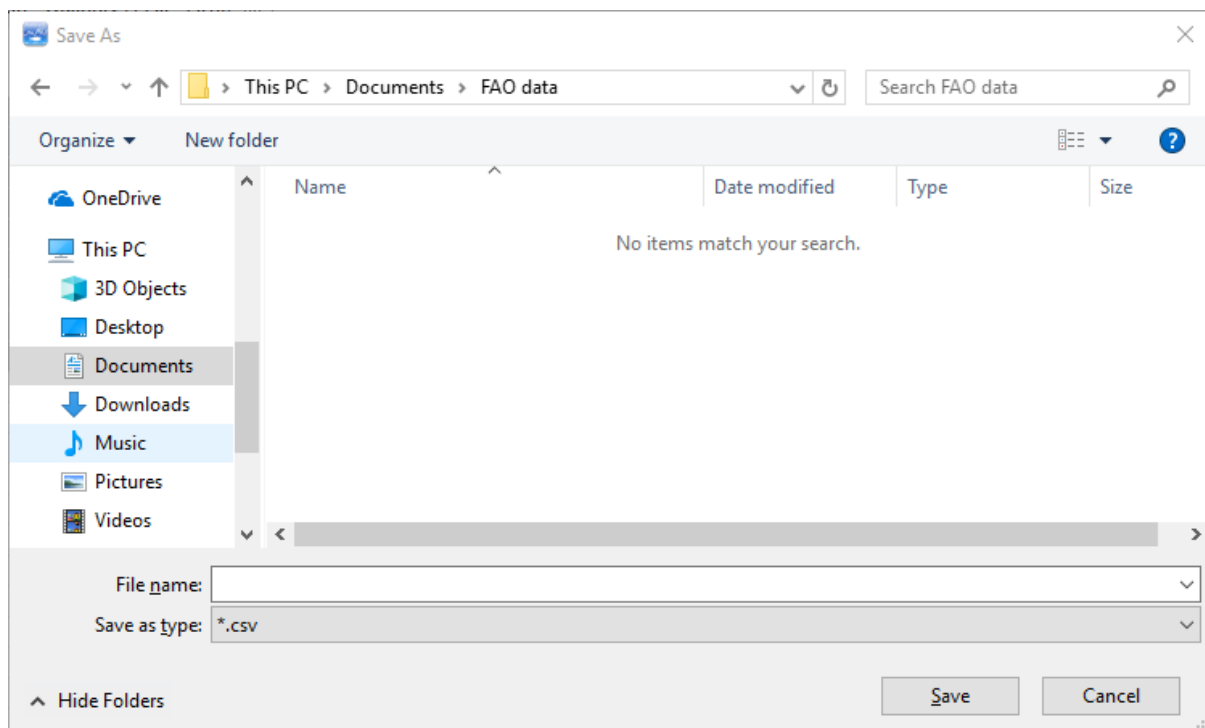 Save As
This PC > Documents > FAO data
Search FAO data
Organize
New folder
Name
Date modified
Type
Size
OneDrive
No items match your search.
This PC
3D Objects
Desktop
Documents
Downloads
Music
Pictures
Videos
File name:
Save as type: *.csv
Hide Folders
Save
Cancel